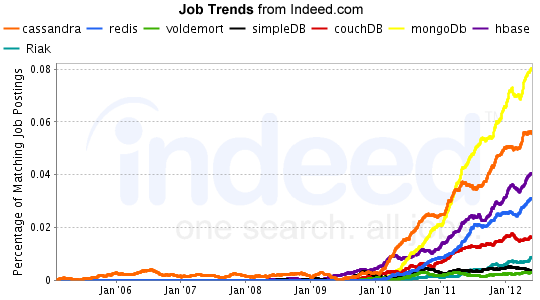 Job Trends from Indeed.com
cassandra redis voldemort simpleDB couchDB mongoDb hbase
Riak
Percentage of Matching Job Postings
0.08
0.06
0.04
0.02
0
indeed
one search. all j
Jan'06 Jan'07 Jan'08 Jan'09 Jan'10 Jan'11 Jan'12